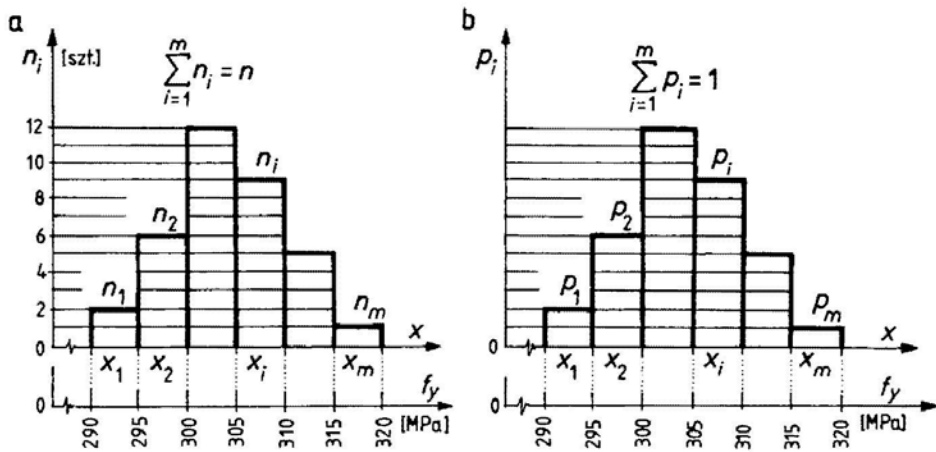 a
n_i [szt.]
\sum_{i=1}^{m} n_i = n
12
10
8
6
4
2
0
n_1
n_2
n_i
n_m
x
x_1 x_2 x_i x_m
0
f_y
[MPa]
290 295 300 305 310 315 320
b
p_i
\sum_{i=1}^{m} p_i = 1
0
p_1
p_2
p_i
p_m
x
x_1 x_2 x_i x_m
0
f_y
[MPa]
290 295 300 305 310 315 320